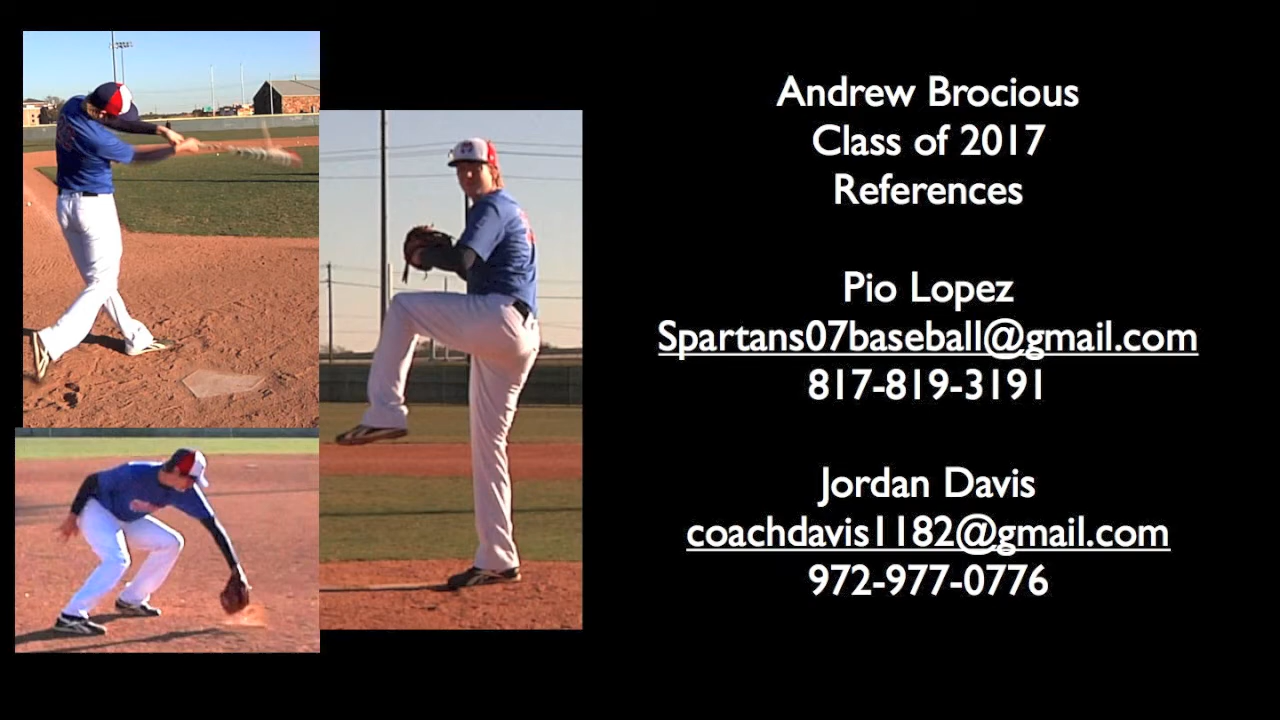 Andrew Brocious
Class of 2017
References
Pio Lopez
Spartans07baseball@gmail.com
817-819-3191
Jordan Davis
coachdavis1182@gmail.com
972-977-0776